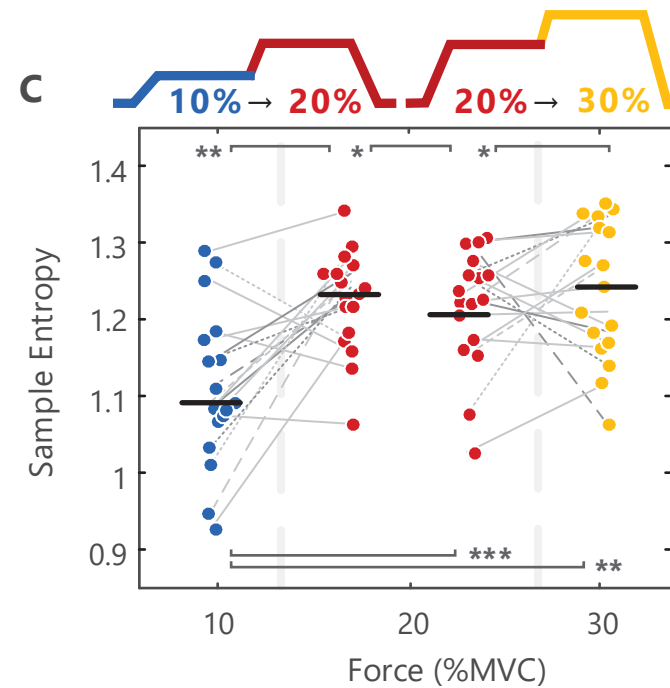 C
10% → 20% 20% → 30%
** * *
1.4
1.3
1.2
1.1
1
0.9
Sample Entropy
***
**
10 20 30
Force (%MVC)